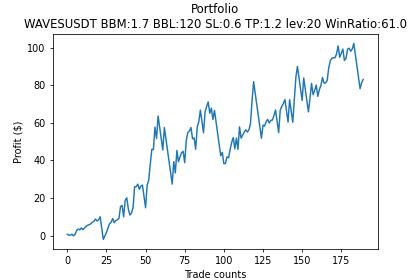 Portfolio
WAVESUSDT BBM:1.7 BBL:120 SL:0.6 TP:1.2 lev:20 WinRatio:61.0
100
80
60
40
20
0
Profit ($)
0 25 50 75 100 125 150 175
Trade counts